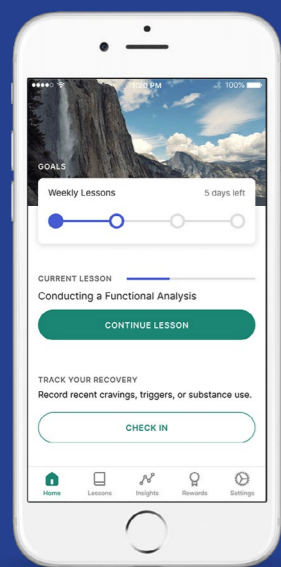 100%
GOALS
Weekly Lessons 5 days left
CURRENT LESSON
Conducting a Functional Analysis
CONTINUE LESSON
TRACK YOUR RECOVERY
Record recent cravings, triggers, or substance use.
CHECK IN
Home Lessons Insights Rewards Settings